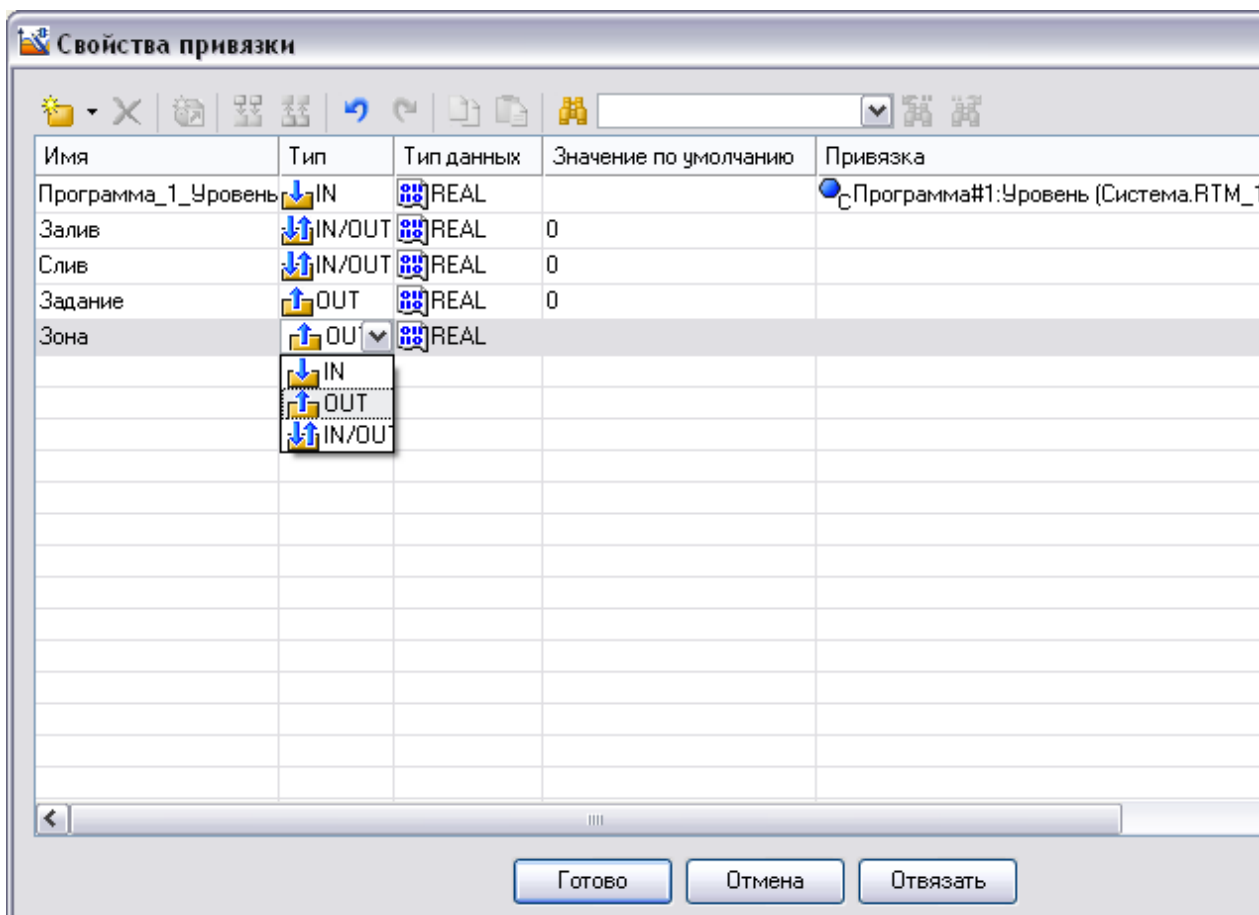 Свойства привязки
Имя Тип Тип данных Значение по умолчанию Привязка
Программа_1_Уровень IN REAL Программа#1:Уровень (Система.RTM_1
Залив IN/OUT REAL 0
Слив IN/OUT REAL 0
Задание OUT REAL 0
Зона OU REAL
IN
OUT
IN/OUT
Готово Отмена Отвязать